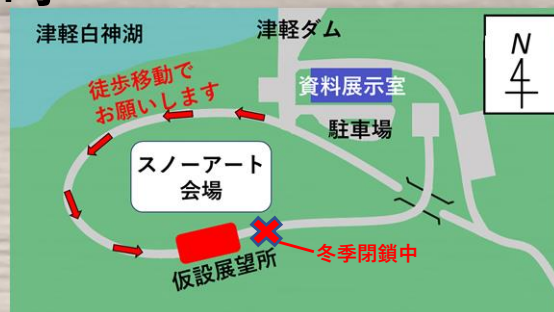 津軽白神湖
津軽ダム
N
徒歩移動で
お願いします
資料展示室
駐車場
スノーアート
会場
冬季閉鎖中
仮設展望所